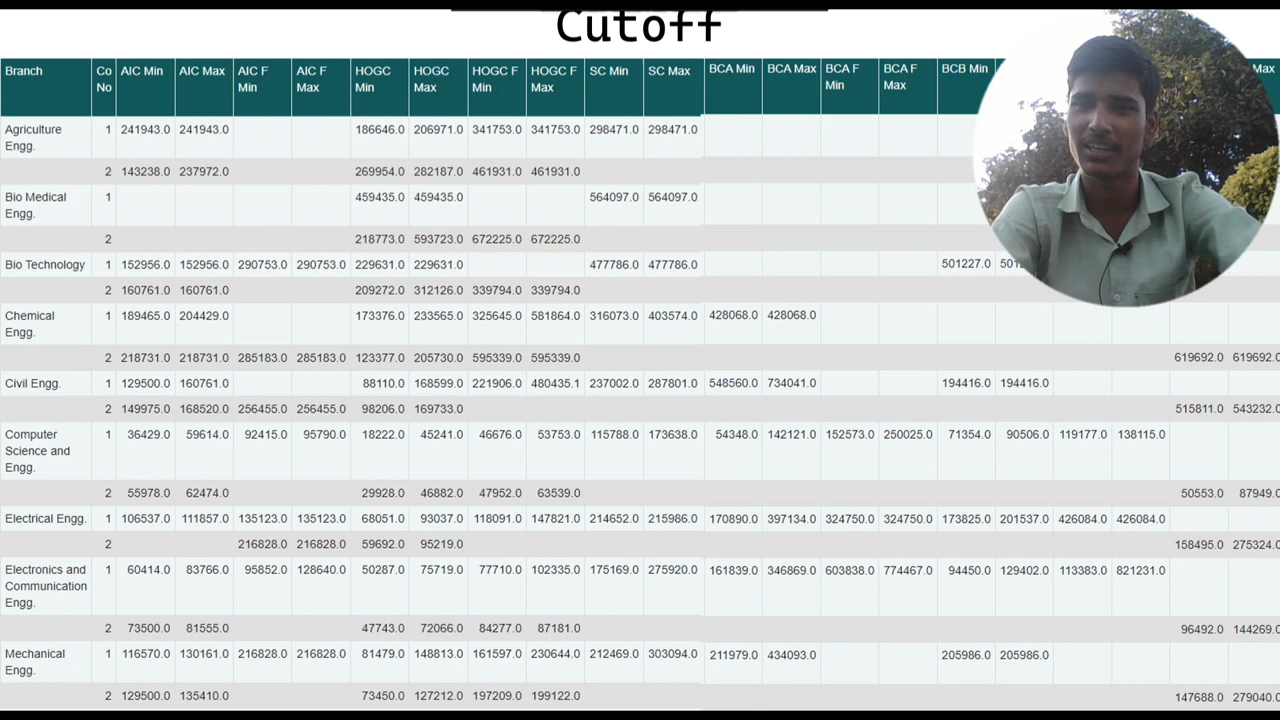 Cutoff
Branch Co No AIC Min AIC Max AIC F Min AIC F Max HOGC Min HOGC Max HOGC F Min HOGC F Max SC Min SC Max BCA Min BCA Max BCA F Min BCA F Max BCB Min Max
Agriculture Engg. 1 241943.0 241943.0 186646.0 206971.0 341753.0 341753.0 298471.0 298471.0
2 143238.0 237972.0 269954.0 282187.0 461931.0 461931.0
Bio Medical Engg. 1 459435.0 459435.0 564097.0 564097.0
2 218773.0 593723.0 672225.0 672225.0
Bio Technology 1 152956.0 152956.0 290753.0 290753.0 229631.0 229631.0 477786.0 477786.0 501227.0
2 160761.0 160761.0 209272.0 312126.0 339794.0 339794.0
Chemical Engg. 1 189465.0 204429.0 173376.0 233565.0 325645.0 581864.0 316073.0 403574.0 428068.0 428068.0
2 218731.0 218731.0 285183.0 285183.0 123377.0 205730.0 595339.0 595339.0 619692.0 619692.0
Civil Engg. 1 129500.0 160761.0 88110.0 168599.0 221906.0 480435.1 237002.0 287801.0 548560.0 734041.0 194416.0 194416.0
2 149975.0 168520.0 256455.0 256455.0 98206.0 169733.0 515811.0 543232.0
Computer Science and Engg. 1 36429.0 59614.0 92415.0 95790.0 18222.0 45241.0 46676.0 53753.0 115788.0 173638.0 54348.0 142121.0 152573.0 250025.0 71354.0 90506.0 119177.0 138115.0
2 55978.0 62474.0 29928.0 46882.0 47952.0 63539.0 50553.0 87949.0
Electrical Engg. 1 106537.0 111857.0 135123.0 135123.0 68051.0 93037.0 118091.0 147821.0 214652.0 215986.0 170890.0 397134.0 324750.0 324750.0 173825.0 201537.0 426084.0 426084.0
2 216828.0 216828.0 59692.0 95219.0 158495.0 275324.0
Electronics and Communication Engg. 1 60414.0 83766.0 95852.0 128640.0 50287.0 75719.0 77710.0 102335.0 175169.0 275920.0 161839.0 346869.0 603838.0 774467.0 94450.0 129402.0 113383.0 821231.0
2 73500.0 81555.0 47743.0 72066.0 84277.0 87181.0 96492.0 144269.0
Mechanical Engg. 1 116570.0 130161.0 216828.0 216828.0 81479.0 148813.0 161597.0 230644.0 212469.0 303094.0 211979.0 434093.0 205986.0 205986.0
2 129500.0 135410.0 73450.0 127212.0 197209.0 199122.0 147688.0 279040.0